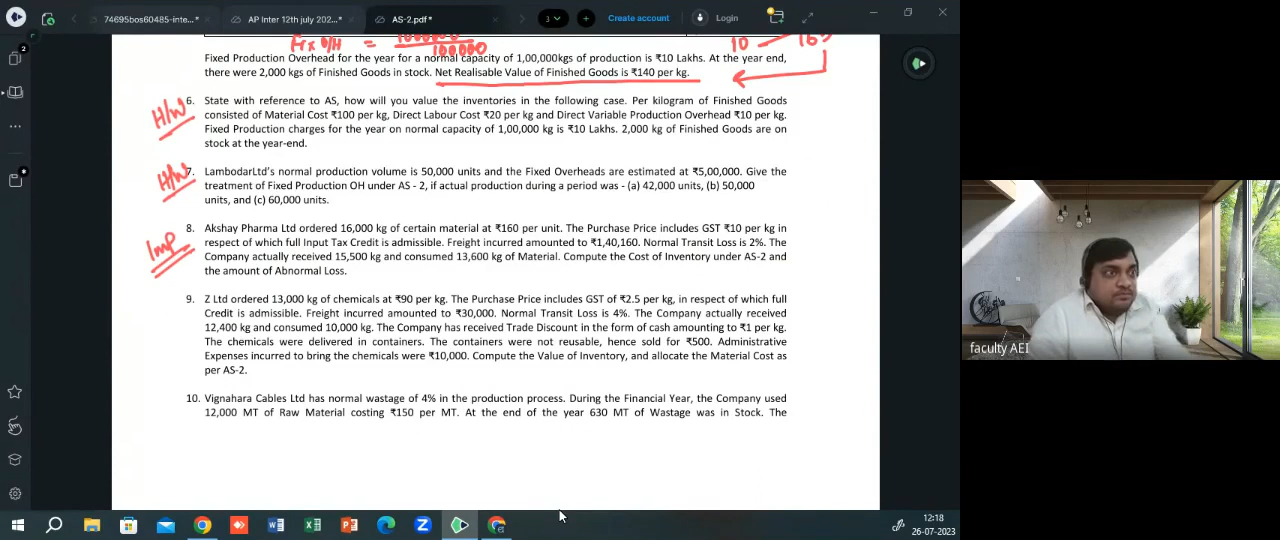 74695bos60485-inte...
AP Inter 12th july 202...*
AS-2.pdf*
3
Create account
Login
Fix O/H = 1000000
100000
10
Fixed Production Overhead for the year for a normal capacity of 1,00,000kgs of production is ₹10 Lakhs. At the year end,
there were 2,000 kgs of Finished Goods in stock. Net Realisable Value of Finished Goods is ₹140 per kg.
H/W
6. State with reference to AS, how will you value the inventories in the following case. Per kilogram of Finished Goods
consisted of Material Cost ₹100 per kg, Direct Labour Cost ₹20 per kg and Direct Variable Production Overhead ₹10 per kg.
Fixed Production charges for the year on normal capacity of 1,00,000 kg is ₹10 Lakhs. 2,000 kg of Finished Goods are on
stock at the year-end.
H/W
7. LambodarLtd's normal production volume is 50,000 units and the Fixed Overheads are estimated at ₹5,00,000. Give the
treatment of Fixed Production OH under AS - 2, if actual production during a period was - (a) 42,000 units, (b) 50,000
units, and (c) 60,000 units.
Imp
8. Akshay Pharma Ltd ordered 16,000 kg of certain material at ₹160 per unit. The Purchase Price includes GST ₹10 per kg in
respect of which full Input Tax Credit is admissible. Freight incurred amounted to ₹1,40,160. Normal Transit Loss is 2%. The
Company actually received 15,500 kg and consumed 13,600 kg of Material. Compute the Cost of Inventory under AS-2 and
the amount of Abnormal Loss.
9. Z Ltd ordered 13,000 kg of chemicals at ₹90 per kg. The Purchase Price includes GST of ₹2.5 per kg, in respect of which full
Credit is admissible. Freight incurred amounted to ₹30,000. Normal Transit Loss is 4%. The Company actually received
12,400 kg and consumed 10,000 kg. The Company has received Trade Discount in the form of cash amounting to ₹1 per kg.
The chemicals were delivered in containers. The containers were not reusable, hence sold for ₹500. Administrative
Expenses incurred to bring the chemicals were ₹10,000. Compute the Value of Inventory, and allocate the Material Cost as
per AS-2.
10. Vignahara Cables Ltd has normal wastage of 4% in the production process. During the Financial Year, the Company used
12,000 MT of Raw Material costing ₹150 per MT. At the end of the year 630 MT of Wastage was in Stock. The
faculty AEI
12:18
26-07-2023